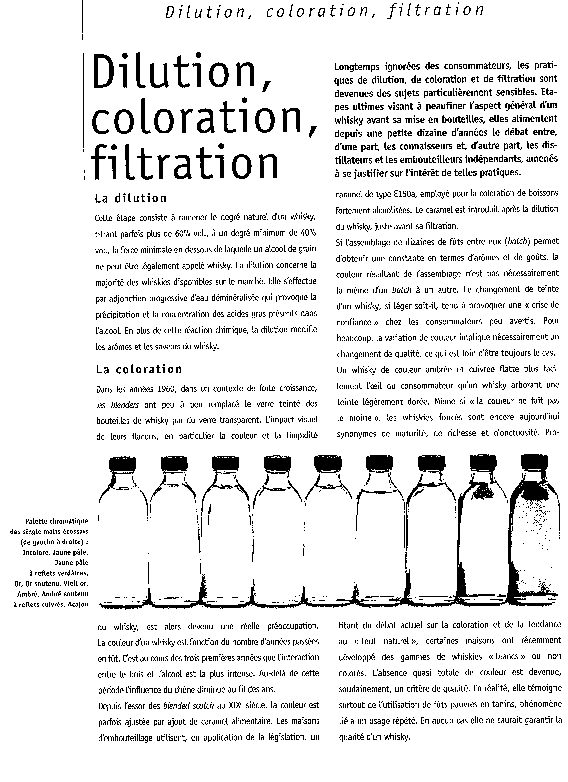 Dilution, coloration, filtration
Dilution,
coloration,
filtration
Longtemps ignorées des consommateurs, les prati-
ques de dilution, de coloration et de filtration sont
devenues des sujets particulièrement sensibles. Eta-
pes ultimes visant à peaufiner l'aspect général d'un
whisky avant sa mise en bouteilles, elles alimentent
depuis une petite dizaine d'années le débat entre,
d'une part, les connaisseurs et, d'autre part, les dis-
tillateurs et les embouteilleurs indépendants, amenés
à se justifier sur l'intérêt de telles pratiques.
La dilution
Cette étape consiste à ramener le degré naturel d'un whisky,
titrant parfois plus de 60% vol., à un degré minimum de 40%
vol., la force minimale en dessous de laquelle un alcool de grain
ne peut être légalement appelé whisky. La dilution concerne la
majorité des whiskies disponibles sur le marché. Elle s'effectue
par adjonction progressive d'eau déminéralisée qui provoque la
précipitation et la concentration des acides gras présents dans
l'alcool. En plus de cette réaction chimique, la dilution modifie
les arômes et les saveurs du whisky.
La coloration
Dans les années 1960, dans un contexte de forte croissance,
les blenders ont peu à peu remplacé le verre teinté des
bouteilles de whisky par du verre transparent. L'impact visuel
de leurs flacons, en particulier la couleur et la limpidité
caramel de type E150a, employé pour la coloration de boissons
fortement alcoolisées. Le caramel est introduit, après la dilution
du whisky, juste avant sa filtration.
Si l'assemblage de dizaines de fûts entre eux (batch) permet
d'obtenir une constante en termes d'arômes et de goûts, la
couleur résultant de l'assemblage n'est pas nécessairement
la même d'un batch à un autre. Le changement de teinte
d'un whisky, si léger soit-il, tend à provoquer une « crise de
confiance » chez les consommateurs peu avertis. Pour
beaucoup, la variation de couleur implique nécessairement un
changement de qualité, ce qui est loin d'être toujours le cas.
Un whisky de couleur ambrée ou cuivrée flatte plus faci-
lement l'œil du consommateur qu'un whisky arborant une
teinte légèrement dorée. Même si « la couleur ne fait pas
le moine », les whiskies foncés sont encore aujourd'hui
synonymes de maturité, de richesse et d'onctuosité. Pro-
Palette chromatique
des single malts écossais
(de gauche à droite) :
Incolore, Jaune pâle,
Jaune pâle
à reflets verdâtres,
Or, Or soutenu, Vieil or,
Ambré, Ambré soutenu
à reflets cuivrés, Acajou
du whisky, est alors devenu une réelle préoccupation.
La couleur d'un whisky est fonction du nombre d'années passées
en fût. C'est au cours des trois premières années que l'interaction
entre le bois et l'alcool est la plus intense. Au-delà de cette
période l'influence du chêne diminue au fil des ans.
Depuis l'essor des blended scotch au XIXe siècle, la couleur est
parfois ajustée par ajout de caramel alimentaire. Les maisons
d'embouteillage utilisent, en application de la législation, un
fitant du débat actuel sur la coloration et de la tendance
au « tout naturel », certaines maisons ont récemment
développé des gammes de whiskies « blancs » ou non
colorés. L'absence quasi totale de couleur est devenue,
soudainement, un critère de qualité. En réalité, elle témoigne
surtout de l'utilisation de fûts pauvres en tanins, phénomène
lié à un usage répété. En aucun cas elle ne saurait garantir la
qualité d'un whisky.